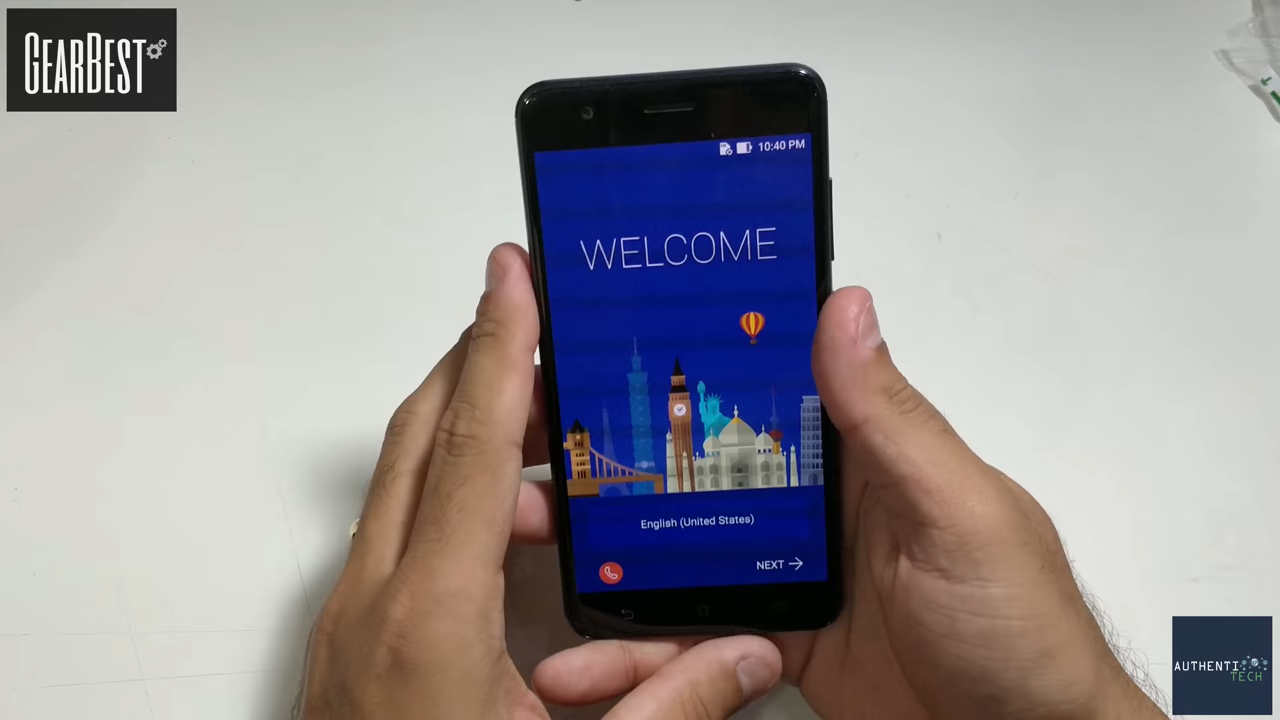 GEARBEST
10:40 PM
WELCOME
English (United States)
NEXT
AUTHENTI
TECH